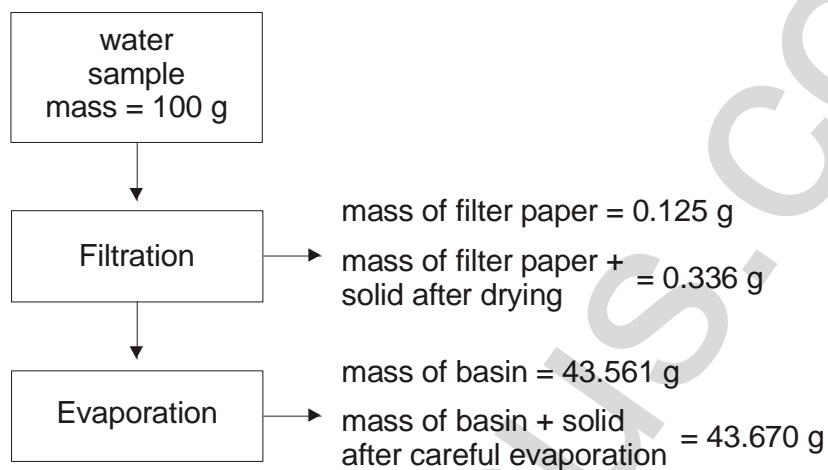 water
sample
mass = 100 g
Filtration
mass of filter paper = 0.125 g
mass of filter paper +
solid after drying = 0.336 g
Evaporation
mass of basin = 43.561 g
mass of basin + solid
after careful evaporation = 43.670 g